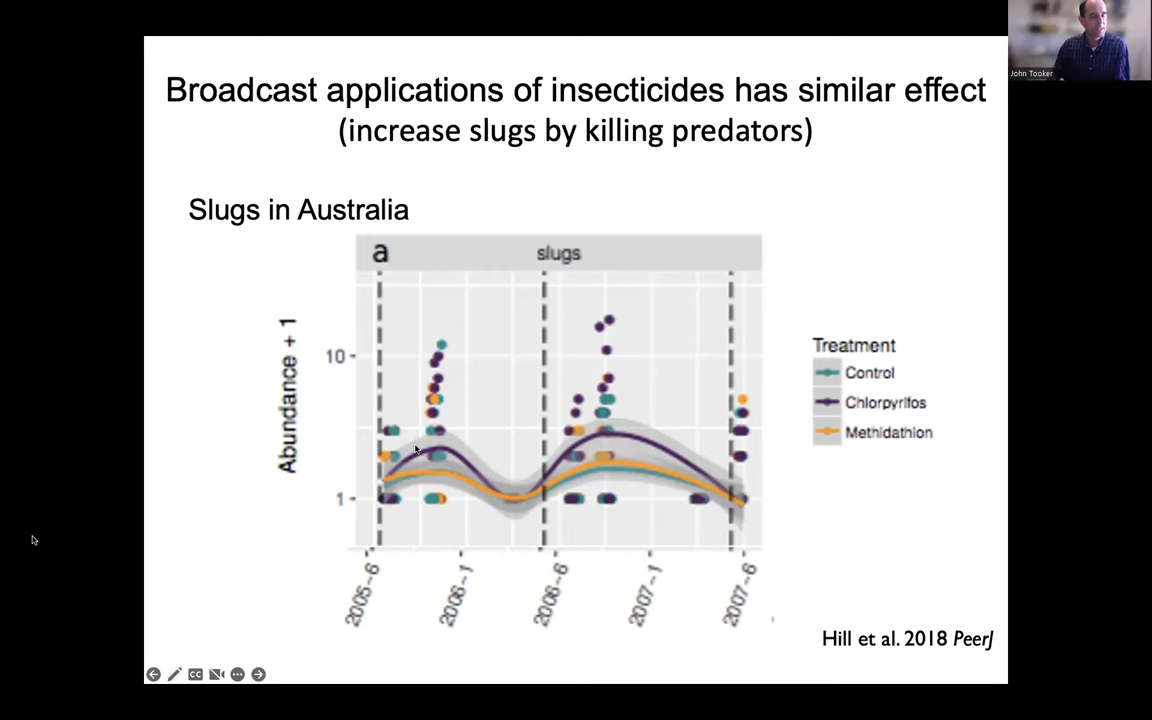 John Tooker
Broadcast applications of insecticides has similar effect
(increase slugs by killing predators)
Slugs in Australia
a
slugs
Abundance + 1
10
1
2005-6
2006-1
2006-6
2007-1
2007-6
Treatment
Control
Chlorpyrifos
Methidathion
Hill et al. 2018 PeerJ
CC